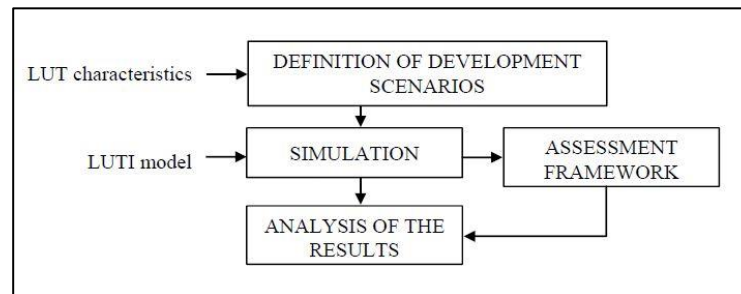 LUT characteristics
DEFINITION OF DEVELOPMENT
SCENARIOS
LUTI model
SIMULATION
ASSESSMENT
FRAMEWORK
ANALYSIS OF THE
RESULTS